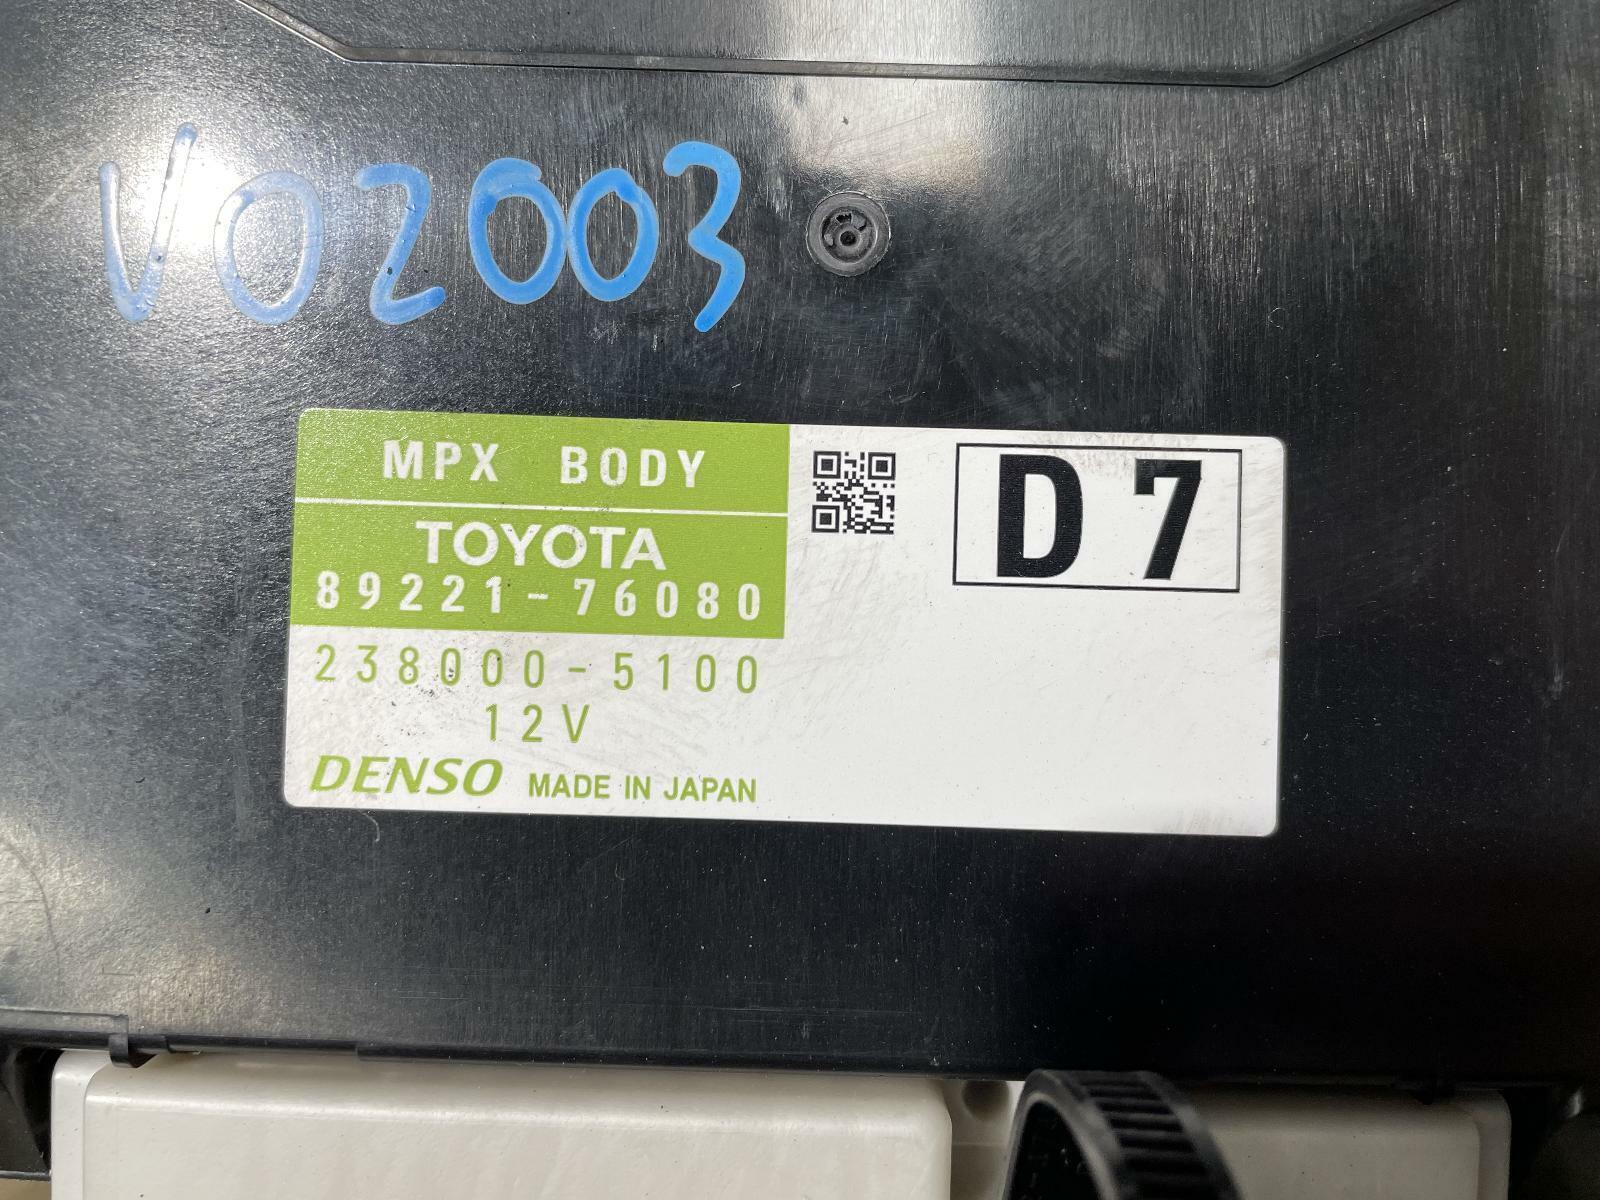 V02003
MPX BODY
TOYOTA
89221-76080
238000-5100
12V
DENSO MADE IN JAPAN
D7